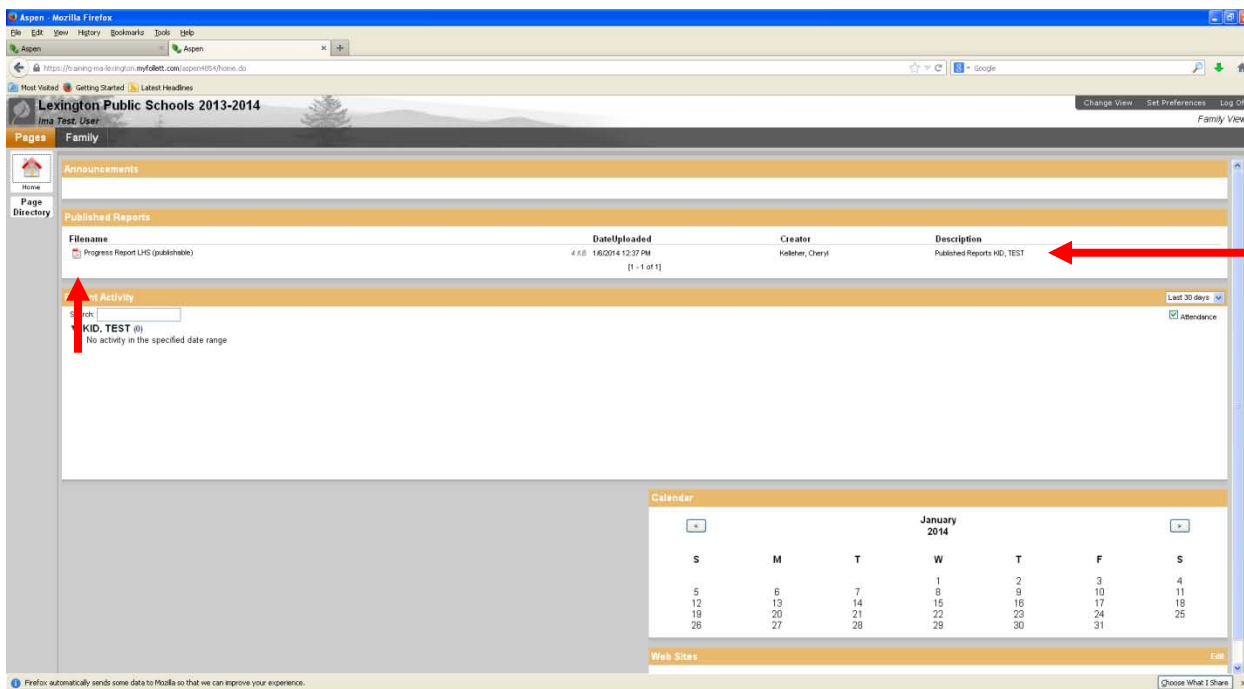 Aspen - Mozilla Firefox
File Edit View History Bookmarks Tools Help
Aspen × Aspen × +
https://training-ma-lexington.myfollett.com/aspen4884/home.do Google
Most Visited Getting Started Latest Headlines
Lexington Public Schools 2013-2014 Change View Set Preferences Log Of
Ima Test, User Family View
Pages Family
Home
Page
Directory
Announcements
Published Reports
Filename DateUploaded Creator Description
Progress Report LHS (publishable) 4 KB 1/6/2014 12:37 PM Kelleher, Cheryl Published Reports KID, TEST
[1 - 1 of 1]
Activity Last 30 days
Attendance
KID, TEST (0)
No activity in the specified date range
Calendar
< January >
2014
S M T W T F S
1 2 3 4
5 6 7 8 9 10 11
12 13 14 15 16 17 18
19 20 21 22 23 24 25
26 27 28 29 30 31
Web Sites Edit
Firefox automatically sends some data to Mozilla so that we can improve your experience. Choose What I Share ×